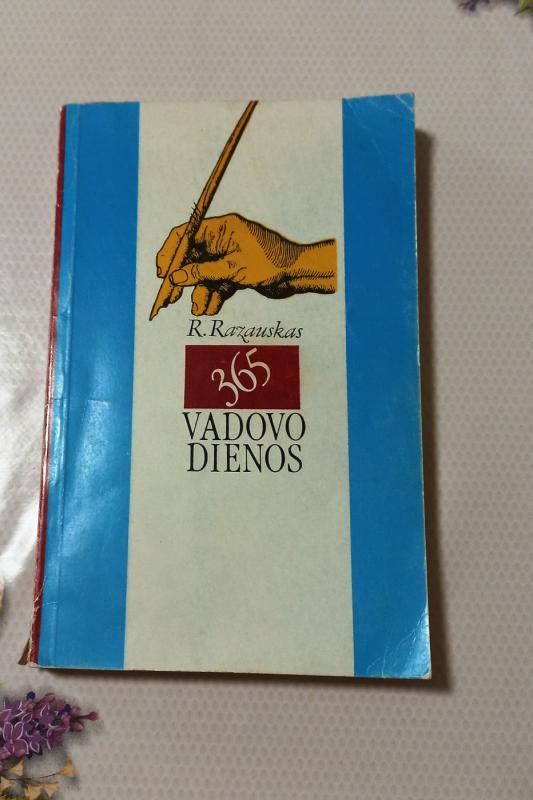 R. Razauskas
365
VADOVO
DIENOS